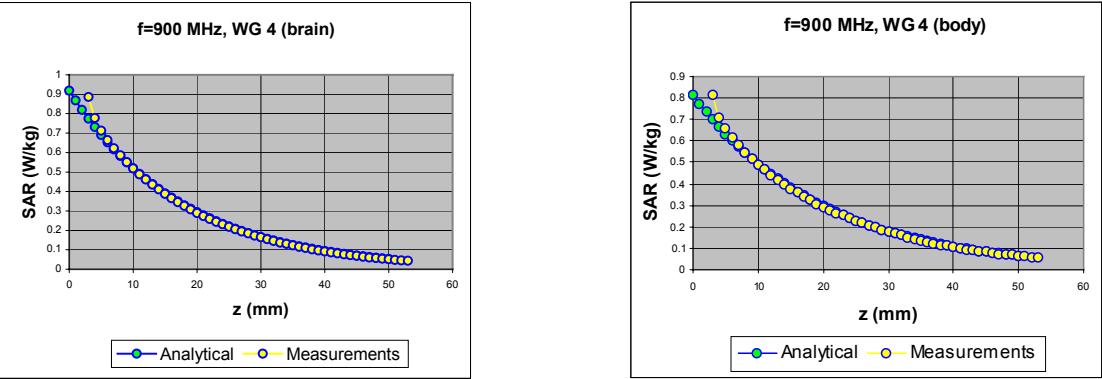 f=900 MHz, WG 4 (brain)
1
0.9
0.8
0.7
0.6
0.5
0.4
0.3
0.2
0.1
0
SAR (W/kg)
0 10 20 30 40 50 60
z (mm)
Analytical Measurements
f=900 MHz, WG 4 (body)
0.9
0.8
0.7
0.6
0.5
0.4
0.3
0.2
0.1
0
SAR (W/kg)
0 10 20 30 40 50 60
z (mm)
Analytical Measurements